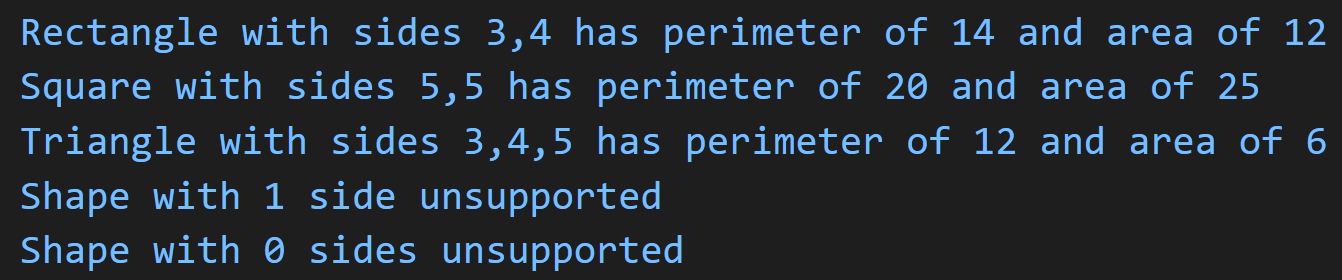 Rectangle with sides 3,4 has perimeter of 14 and area of 12
Square with sides 5,5 has perimeter of 20 and area of 25
Triangle with sides 3,4,5 has perimeter of 12 and area of 6
Shape with 1 side unsupported
Shape with 0 sides unsupported